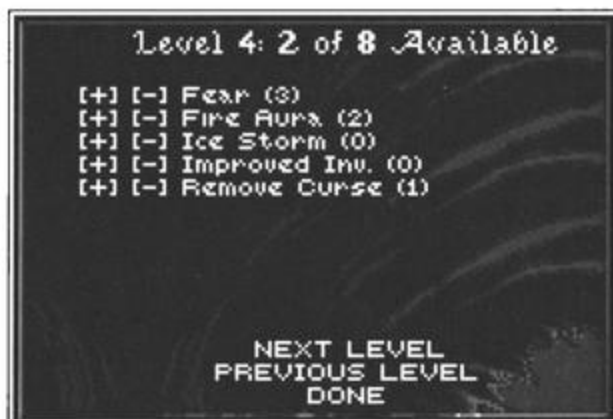 Level 4: 2 of 8 Available
[+] [-] Fear (3)
[+] [-] Fire Aura (2)
[+] [-] Ice Storm (0)
[+] [-] Improved Inv. (0)
[+] [-] Remove Curse (1)
NEXT LEVEL
PREVIOUS LEVEL
DONE